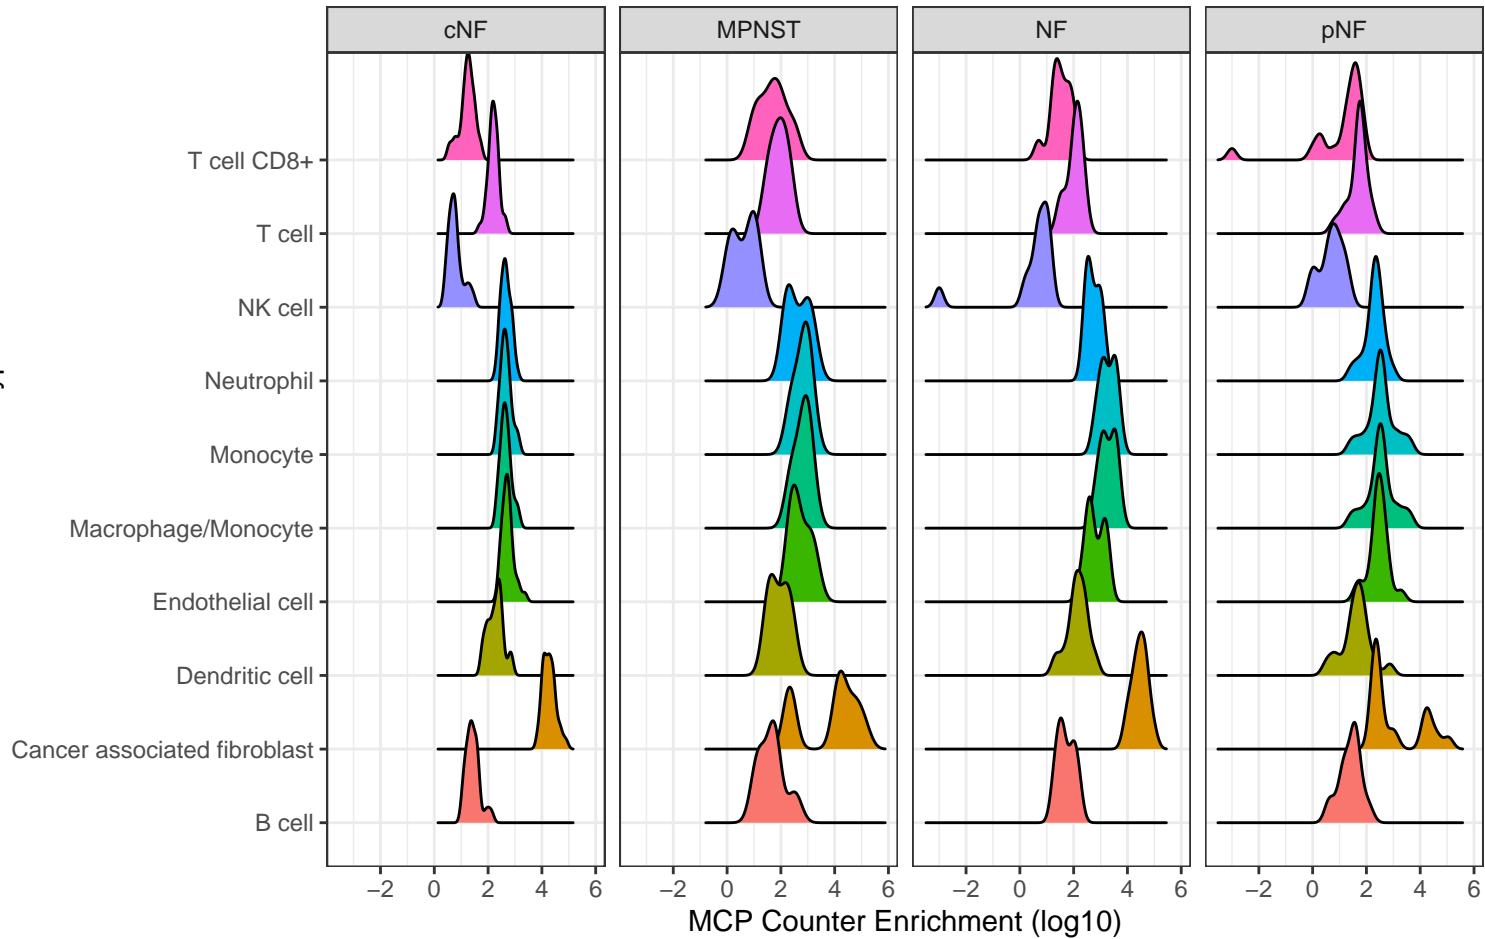 cNF MPNST NF pNF
T cell CD8+
T cell
NK cell
Neutrophil
Monocyte
Macrophage/Monocyte
Endothelial cell
Dendritic cell
Cancer associated fibroblast
B cell
−2 0 2 4 6 −2 0 2 4 6 −2 0 2 4 6 −2 0 2 4 6
MCP Counter Enrichment (log10)